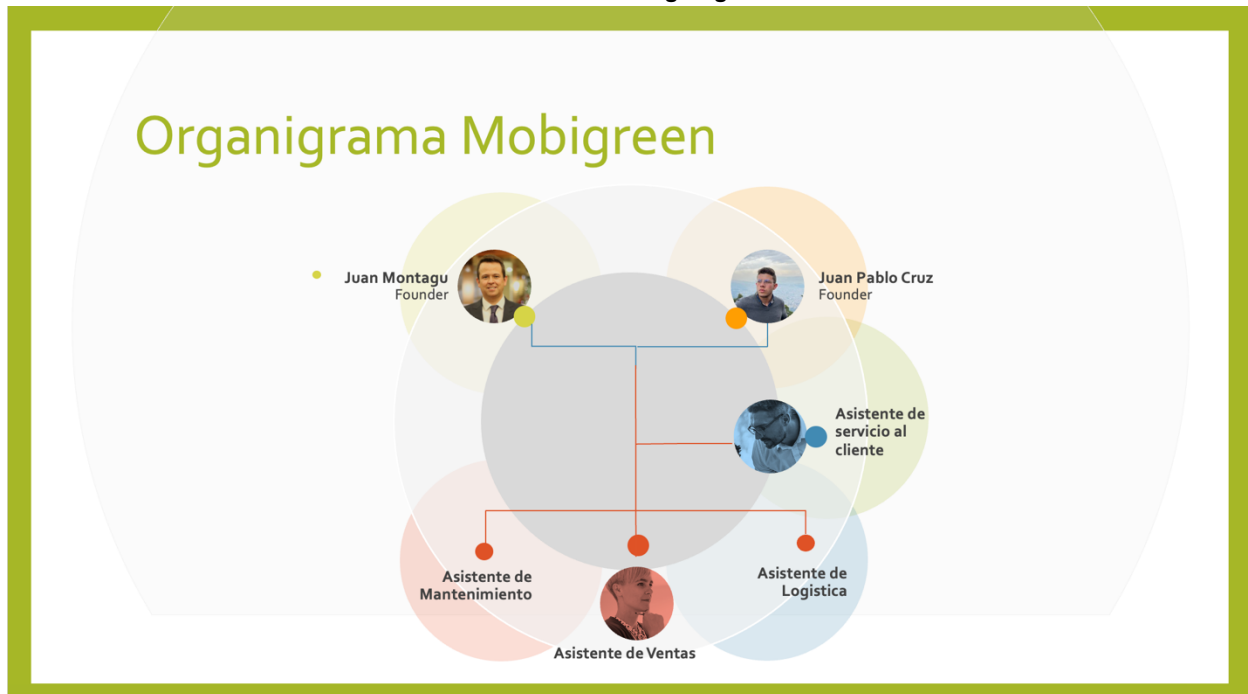 Organigrama Mobigreen
Juan Montagu
Founder
Juan Pablo Cruz
Founder
Asistente de
servicio al
cliente
Asistente de
Mantenimiento
Asistente de
Logistica
Asistente de Ventas